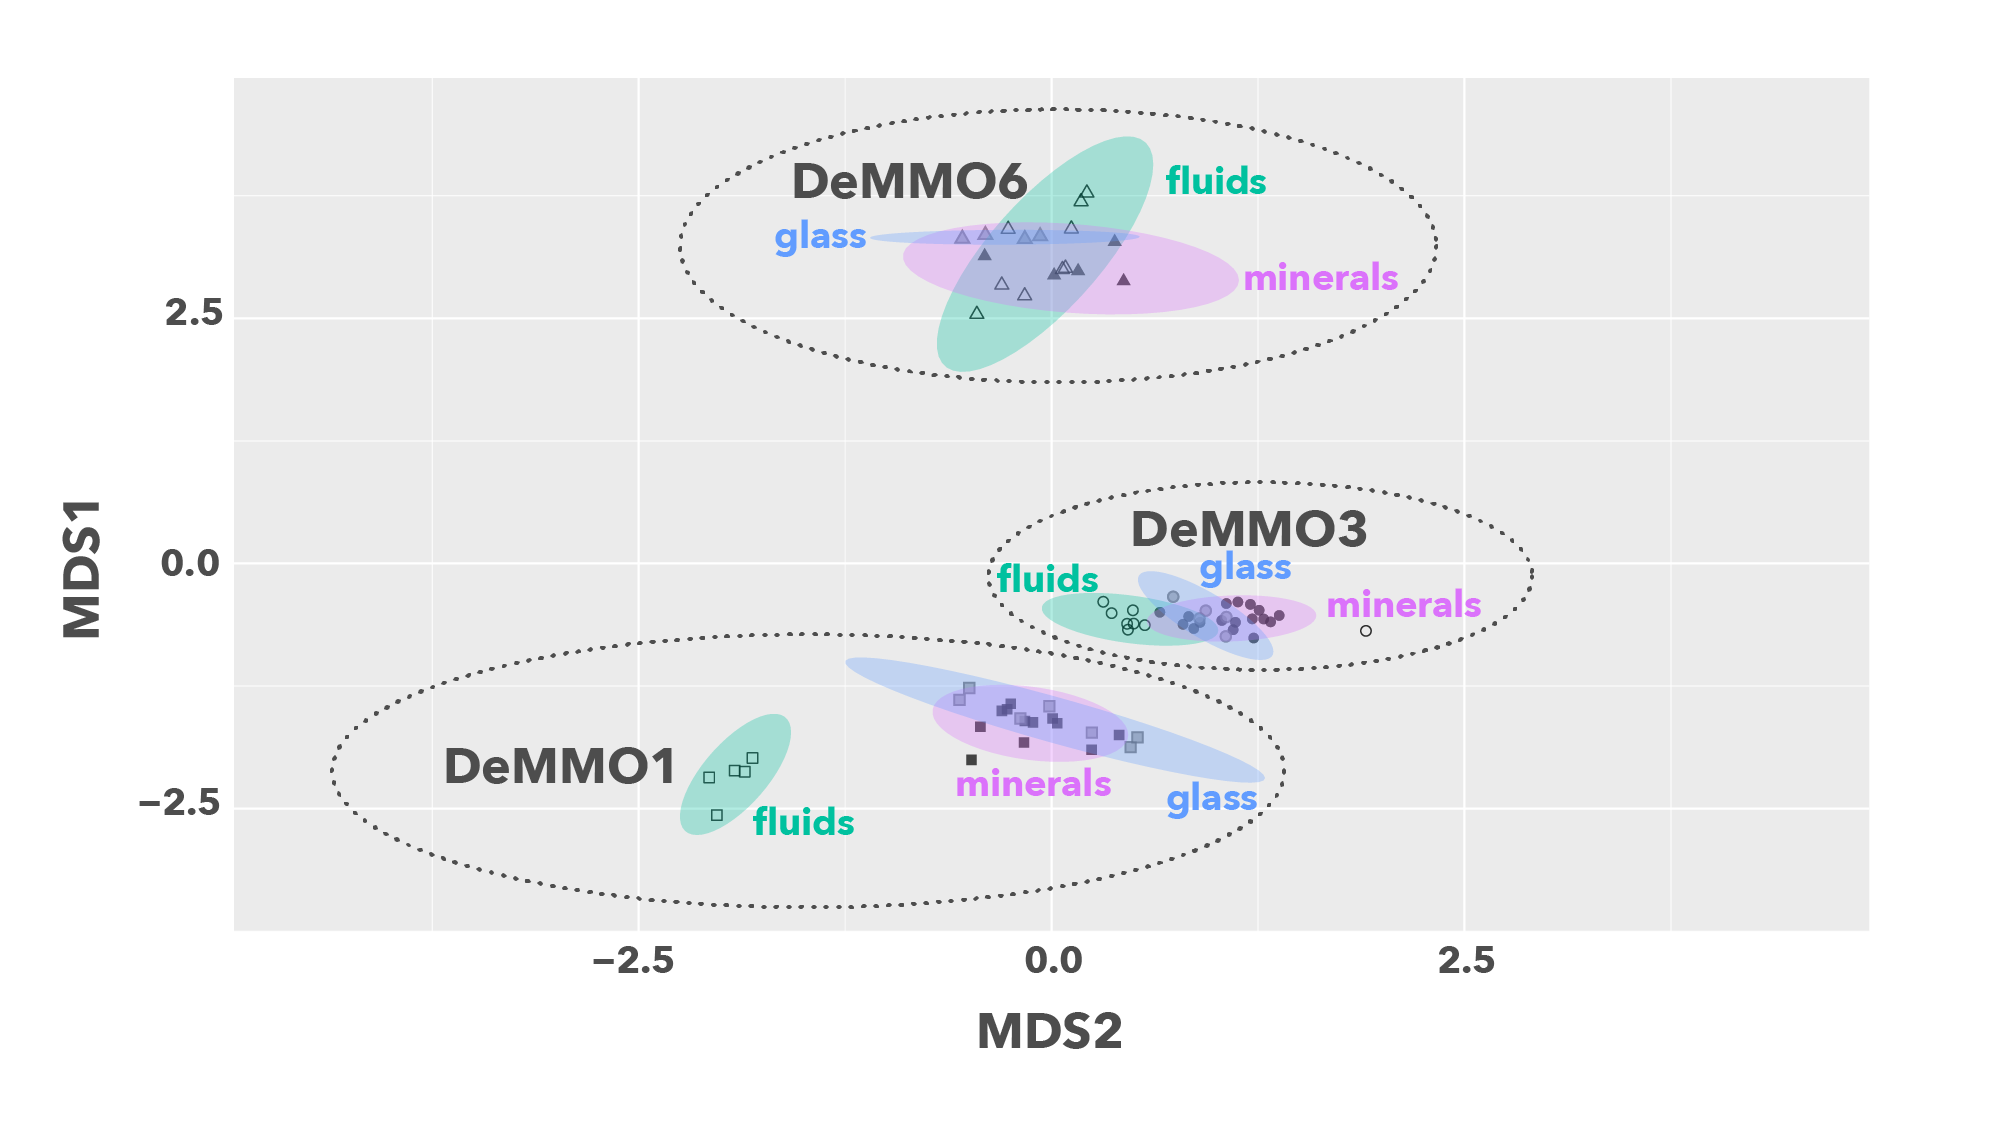 DeMMO6
fluids
glass
minerals
2.5
DeMMO3
glass
fluids
minerals
0.0
MDS1
DeMMO1
minerals
glass
fluids
−2.5
−2.5
0.0
2.5
MDS2